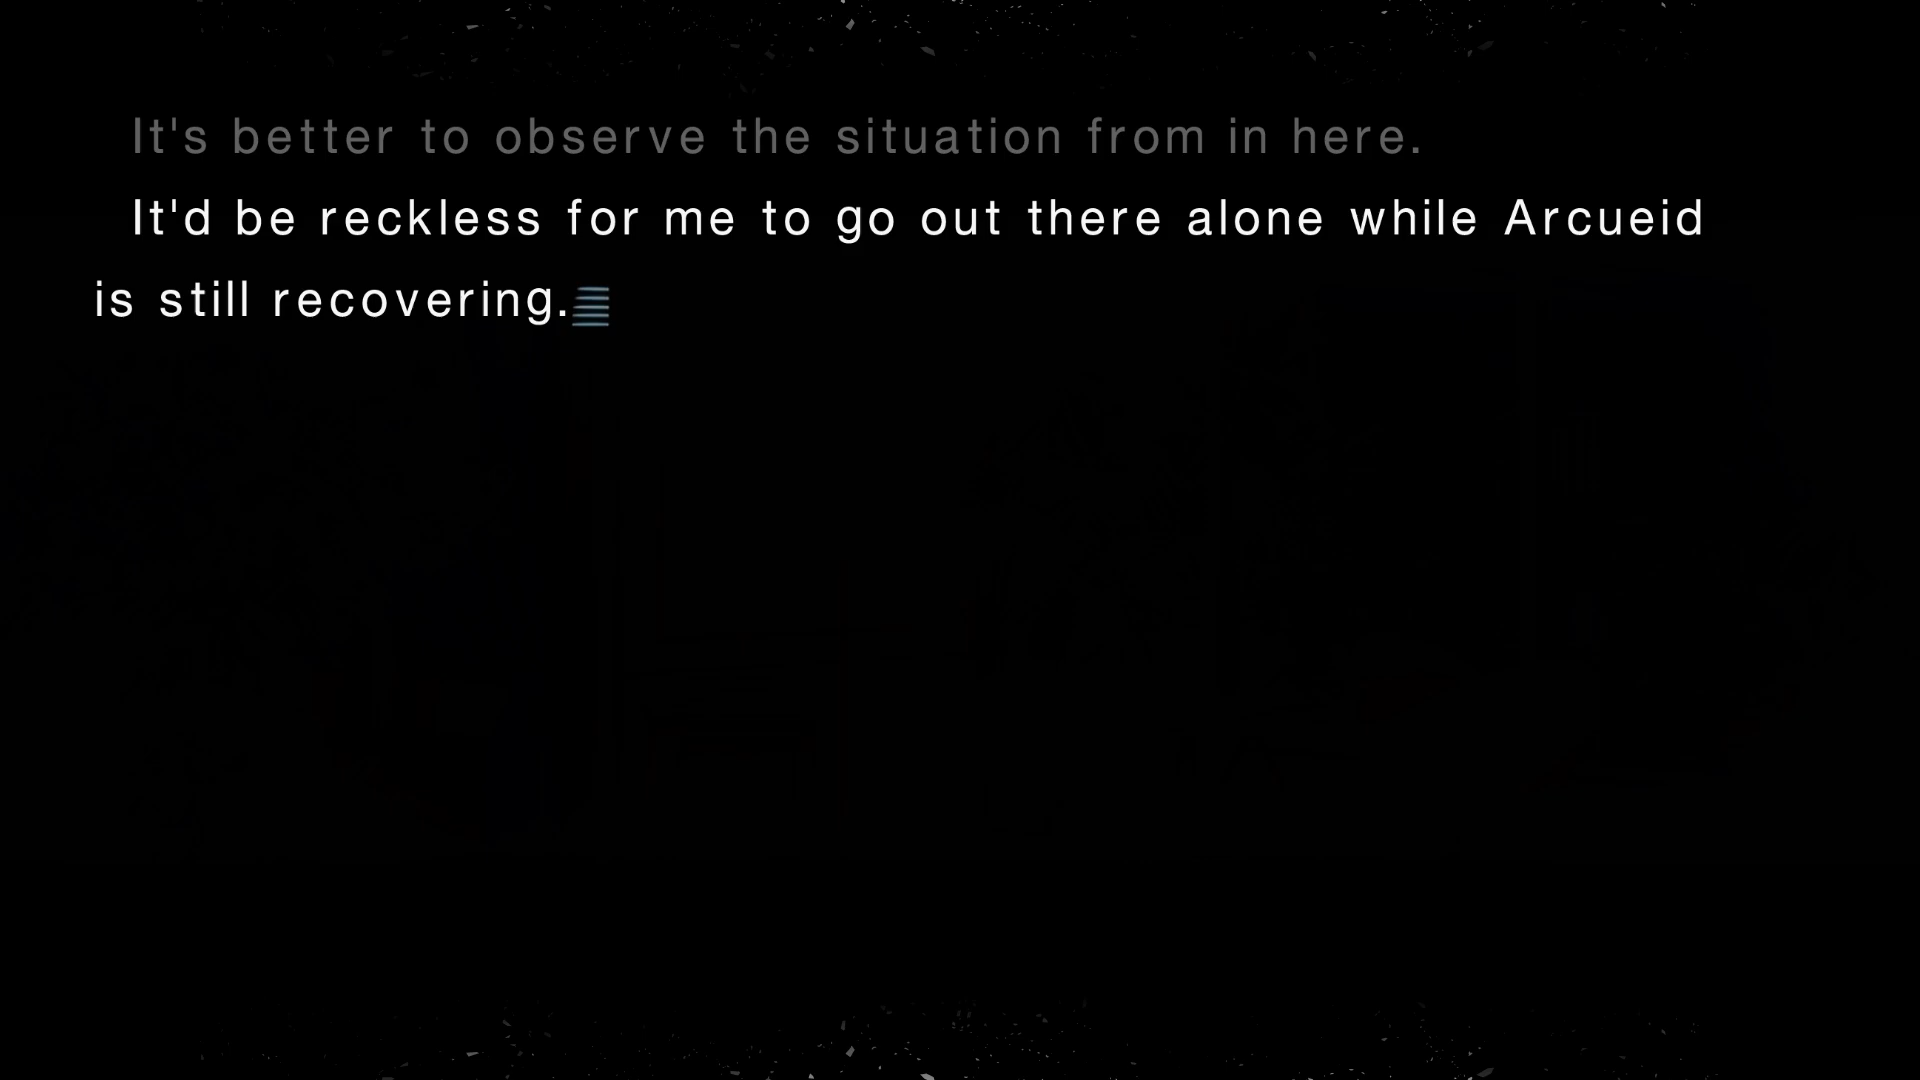 It's better to observe the situation from in here.
It'd be reckless for me to go out there alone while Arcueid
is still recovering.